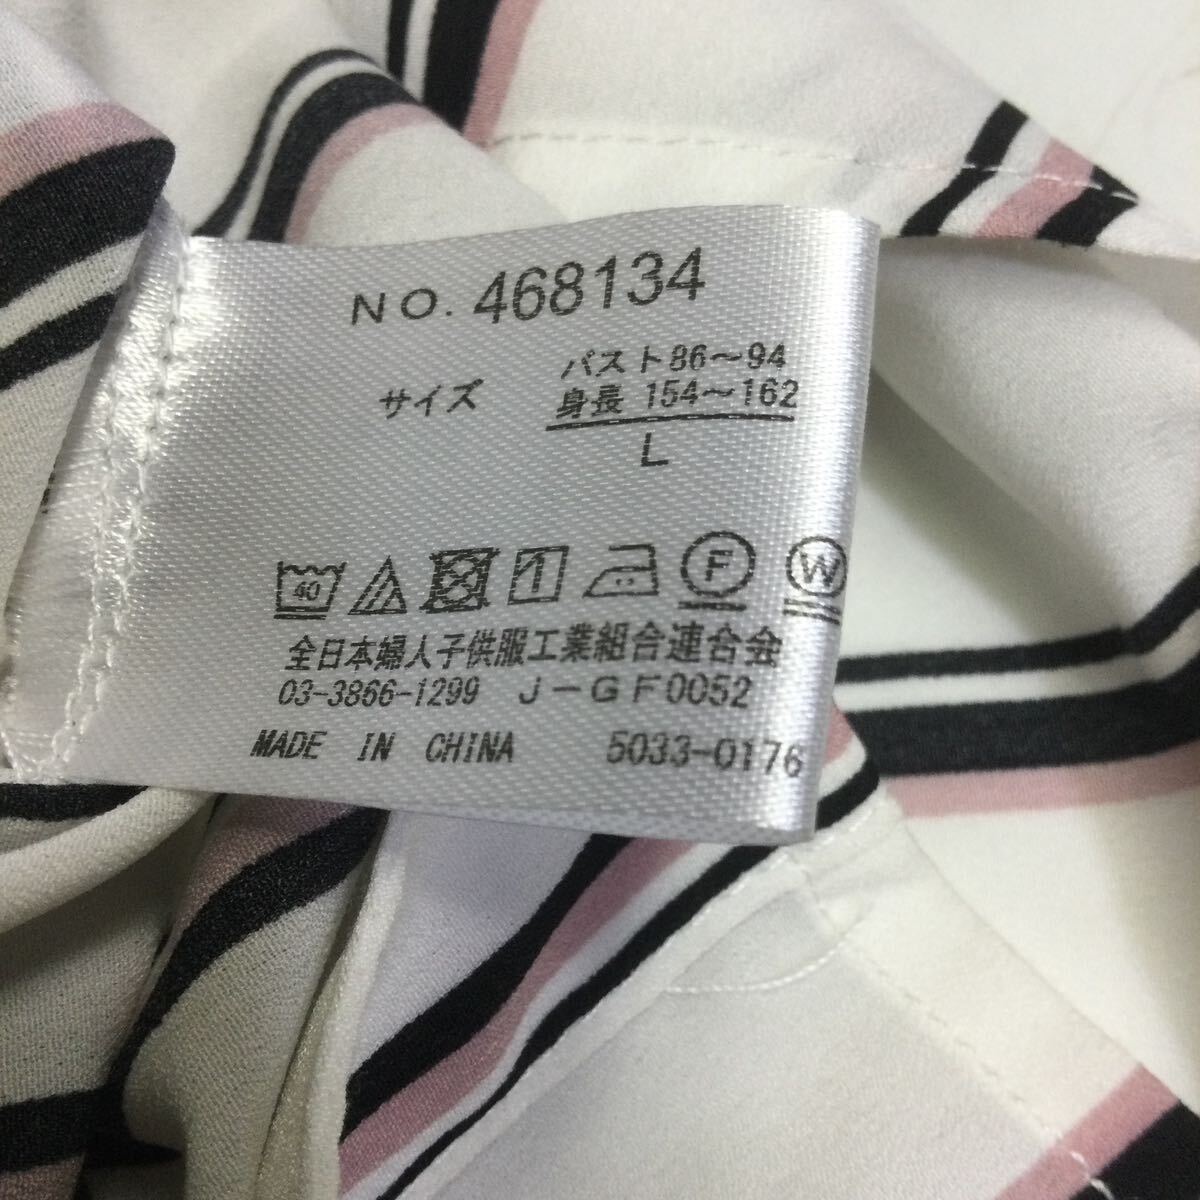 NO. 468134
バスト86〜94
サイズ 身長 154〜162
L
40 1 F W
全日本婦人子供服工業組合連合会
03-3866-1299 J-GF0052
MADE IN CHINA 5033-0176